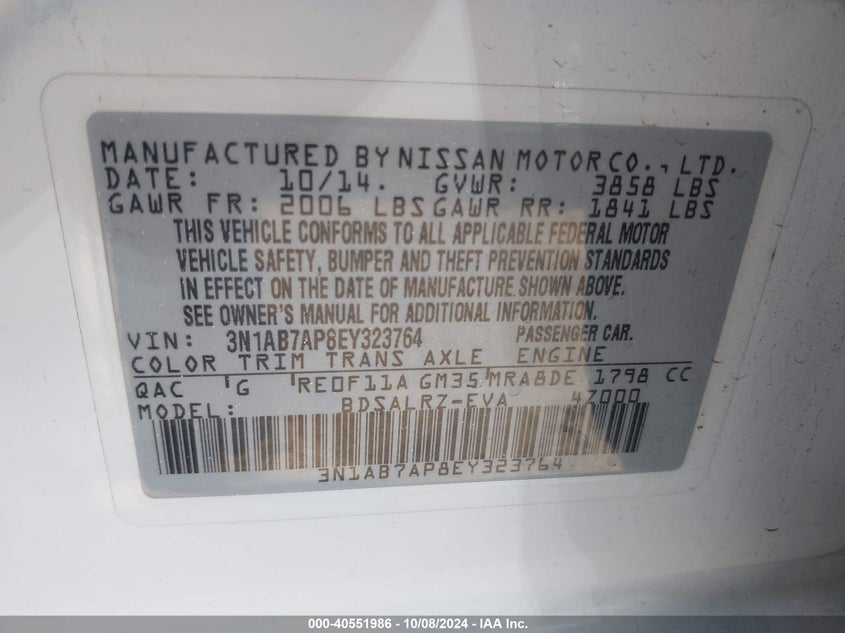 MANUFACTURED BY NISSAN MOTOR CO., LTD.
DATE: 10/14. GVWR: 3858 LBS
GAWR FR: 2006 LBS GAWR RR: 1841 LBS
THIS VEHICLE CONFORMS TO ALL APPLICABLE FEDERAL MOTOR
VEHICLE SAFETY, BUMPER AND THEFT PREVENTION STANDARDS
IN EFFECT ON THE DATE OF MANUFACTURE SHOWN ABOVE.
SEE OWNER'S MANUAL FOR ADDITIONAL INFORMATION.
VIN: 3N1AB7AP8EY323764 PASSENGER CAR.
COLOR TRIM TRANS AXLE ENGINE
QAC 'G 'RE0F11A GM35'MRA8DE 1798 CC
MODEL: BDSALRZ-EVA 47000
3N1AB7AP8EY323764
000-40551986 - 10/08/2024 - IAA Inc.